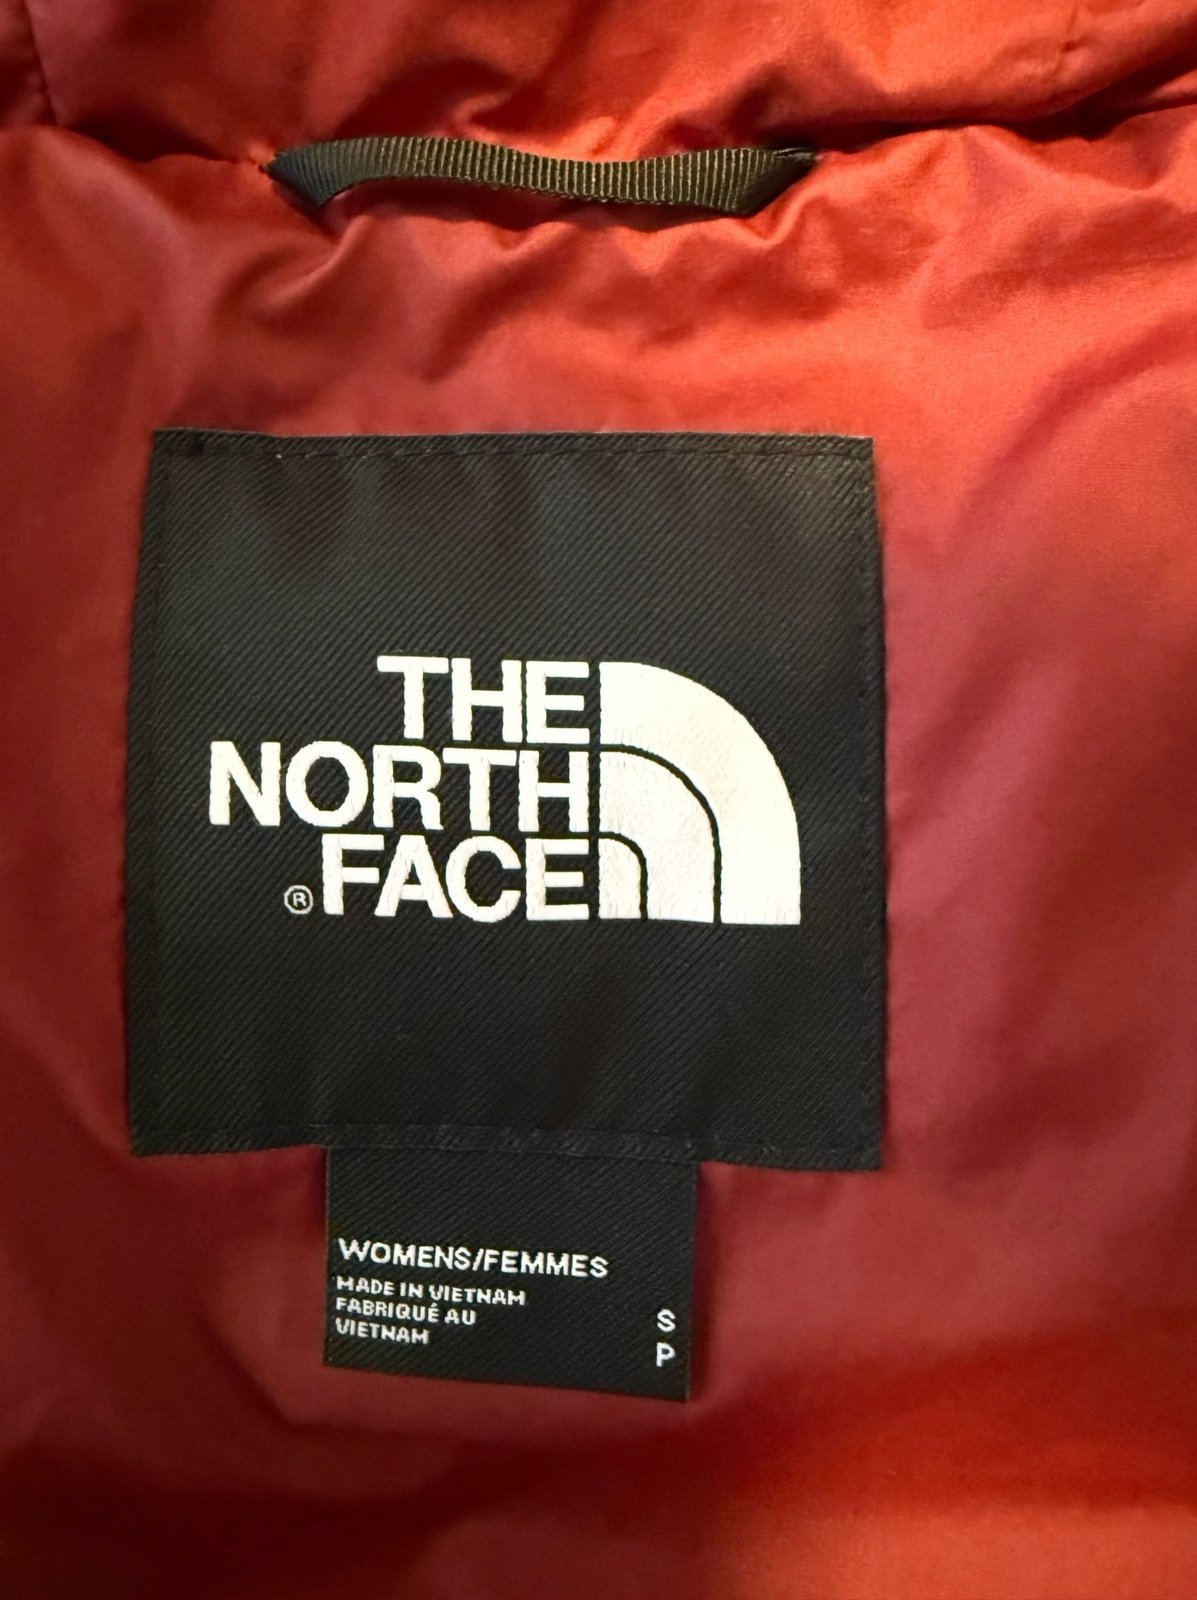 THE
NORTH
® FACE
WOMENS/FEMMES
MADE IN VIETNAM
FABRIQUÉ AU
VIETNAM
S
P